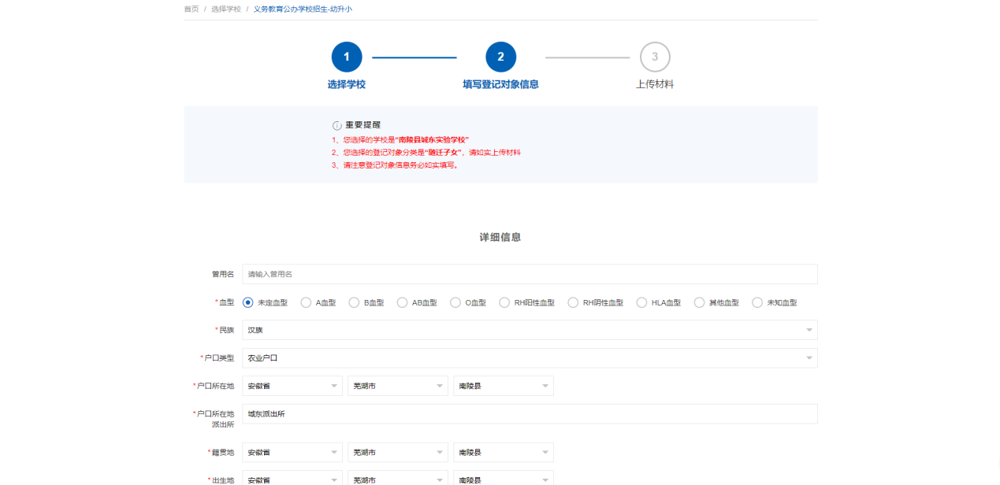 首页 / 选择学校 / 义务教育公办学校招生-幼升小
1 2 3
选择学校 填写登记对象信息 上传材料
重要提醒
1、您选择的学校是“南陵县城东实验学校”
2、您选择的登记对象分类是“随迁子女”，请如实上传材料
3、请注意登记对象信息务必如实填写。
详细信息
曾用名 请输入曾用名
*血型 未定血型 A血型 B血型 AB血型 O血型 RH阳性血型 RH阴性血型 HLA血型 其他血型 未知血型
*民族 汉族
*户口类型 农业户口
*户口所在地 安徽省 芜湖市 南陵县
*户口所在地 城东派出所
派出所
*籍贯地 安徽省 芜湖市 南陵县
*出生地 安徽省 芜湖市 南陵县